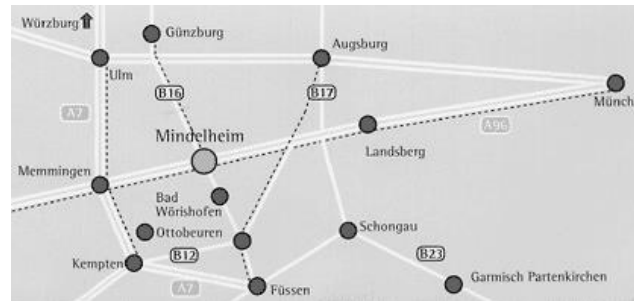 Würzburg
Günzburg
Augsburg
Ulm
B16
B17
A7
Münch
Mindelheim
A96
Landsberg
Memmingen
Bad
Wörishofen
Ottobeuren
Schongau
B12
B23
Kempten
A7
Füssen
Garmisch Partenkirchen